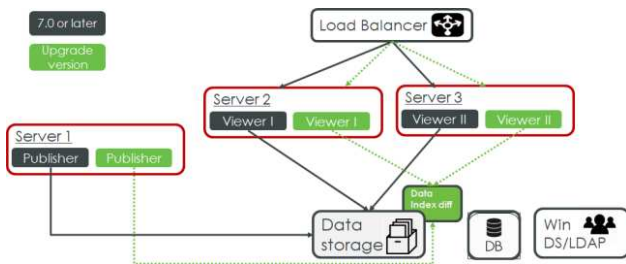 7.0 or later
Upgrade
version
Load Balancer
Server 2
Viewer I
Viewer I
Server 3
Viewer II
Viewer II
Server 1
Publisher
Publisher
Data
Index diff
Data
storage
DB
Win
DS/LDAP